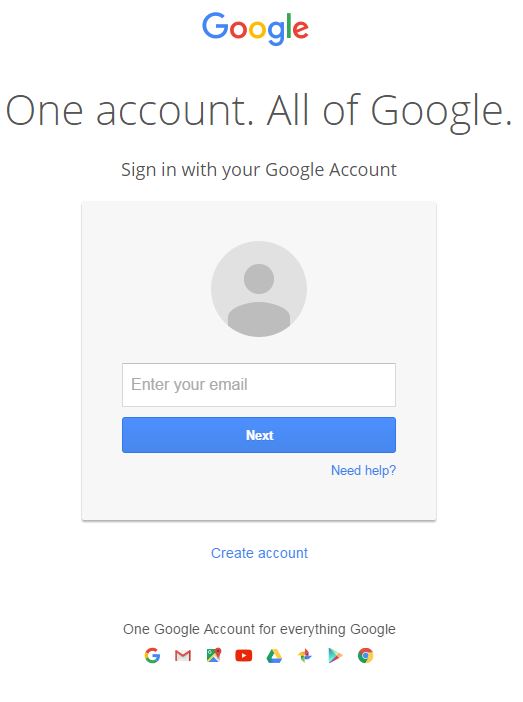 Google
One account. All of Google.
Sign in with your Google Account
Enter your email
Next
Need help?
Create account
One Google Account for everything Google